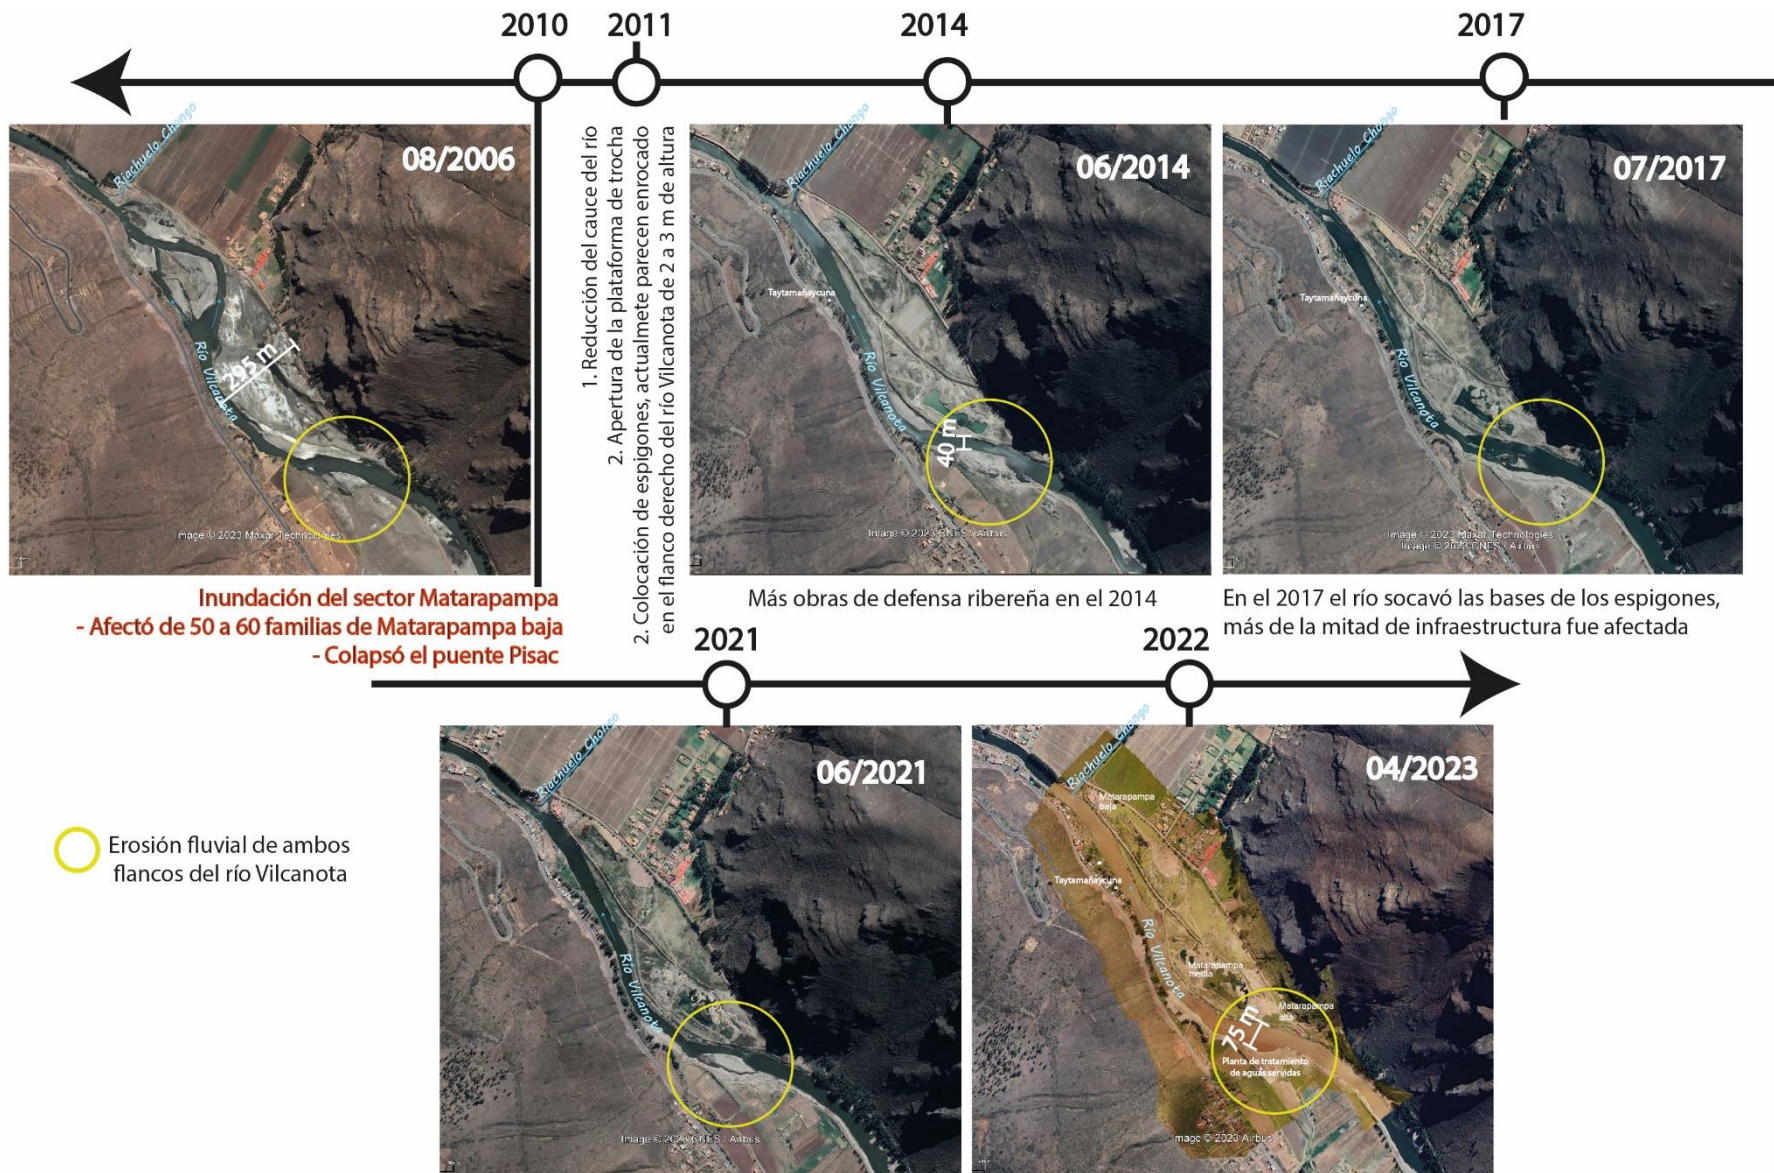 2010
2011
2014
2017
Riachuelo Chongo
08/2006
295 m
Río Vilcanota
Image © 2023 Maxar Technologies
Inundación del sector Matarapampa
- Afectó de 50 a 60 familias de Matarapampa baja
- Colapsó el puente Pisac
1. Reducción del cauce del río
2. Apertura de la plataforma de trocha
2. Colocación de espigones, actualmete parecen enrocado
en el flanco derecho del río Vilcanota de 2 a 3 m de altura
Riachuelo Chongo
06/2014
Taytamañaycuna
Río Vilcanota
40 m
Image © 2023 CNES / Airbus
Más obras de defensa ribereña en el 2014
Riachuelo Chongo
07/2017
Taytamañaycuna
Río Vilcanota
Image © 2023 Maxar Technologies
Image © 2023 CNES / Airbus
En el 2017 el río socavó las bases de los espigones,
más de la mitad de infraestructura fue afectada
2021
2022
Riachuelo Chongo
06/2021
Río Vilcanota
Image © 2023 CNES / Airbus
Riachuelo Chongo
04/2023
Matarapampa
baja
Taytamañaycuna
Río Vilcanota
Matarapampa
media
Matarapampa
alta
75 m
Planta de tratamiento
de aguas servidas
Image © 2023 Airbus
Erosión fluvial de ambos
flancos del río Vilcanota